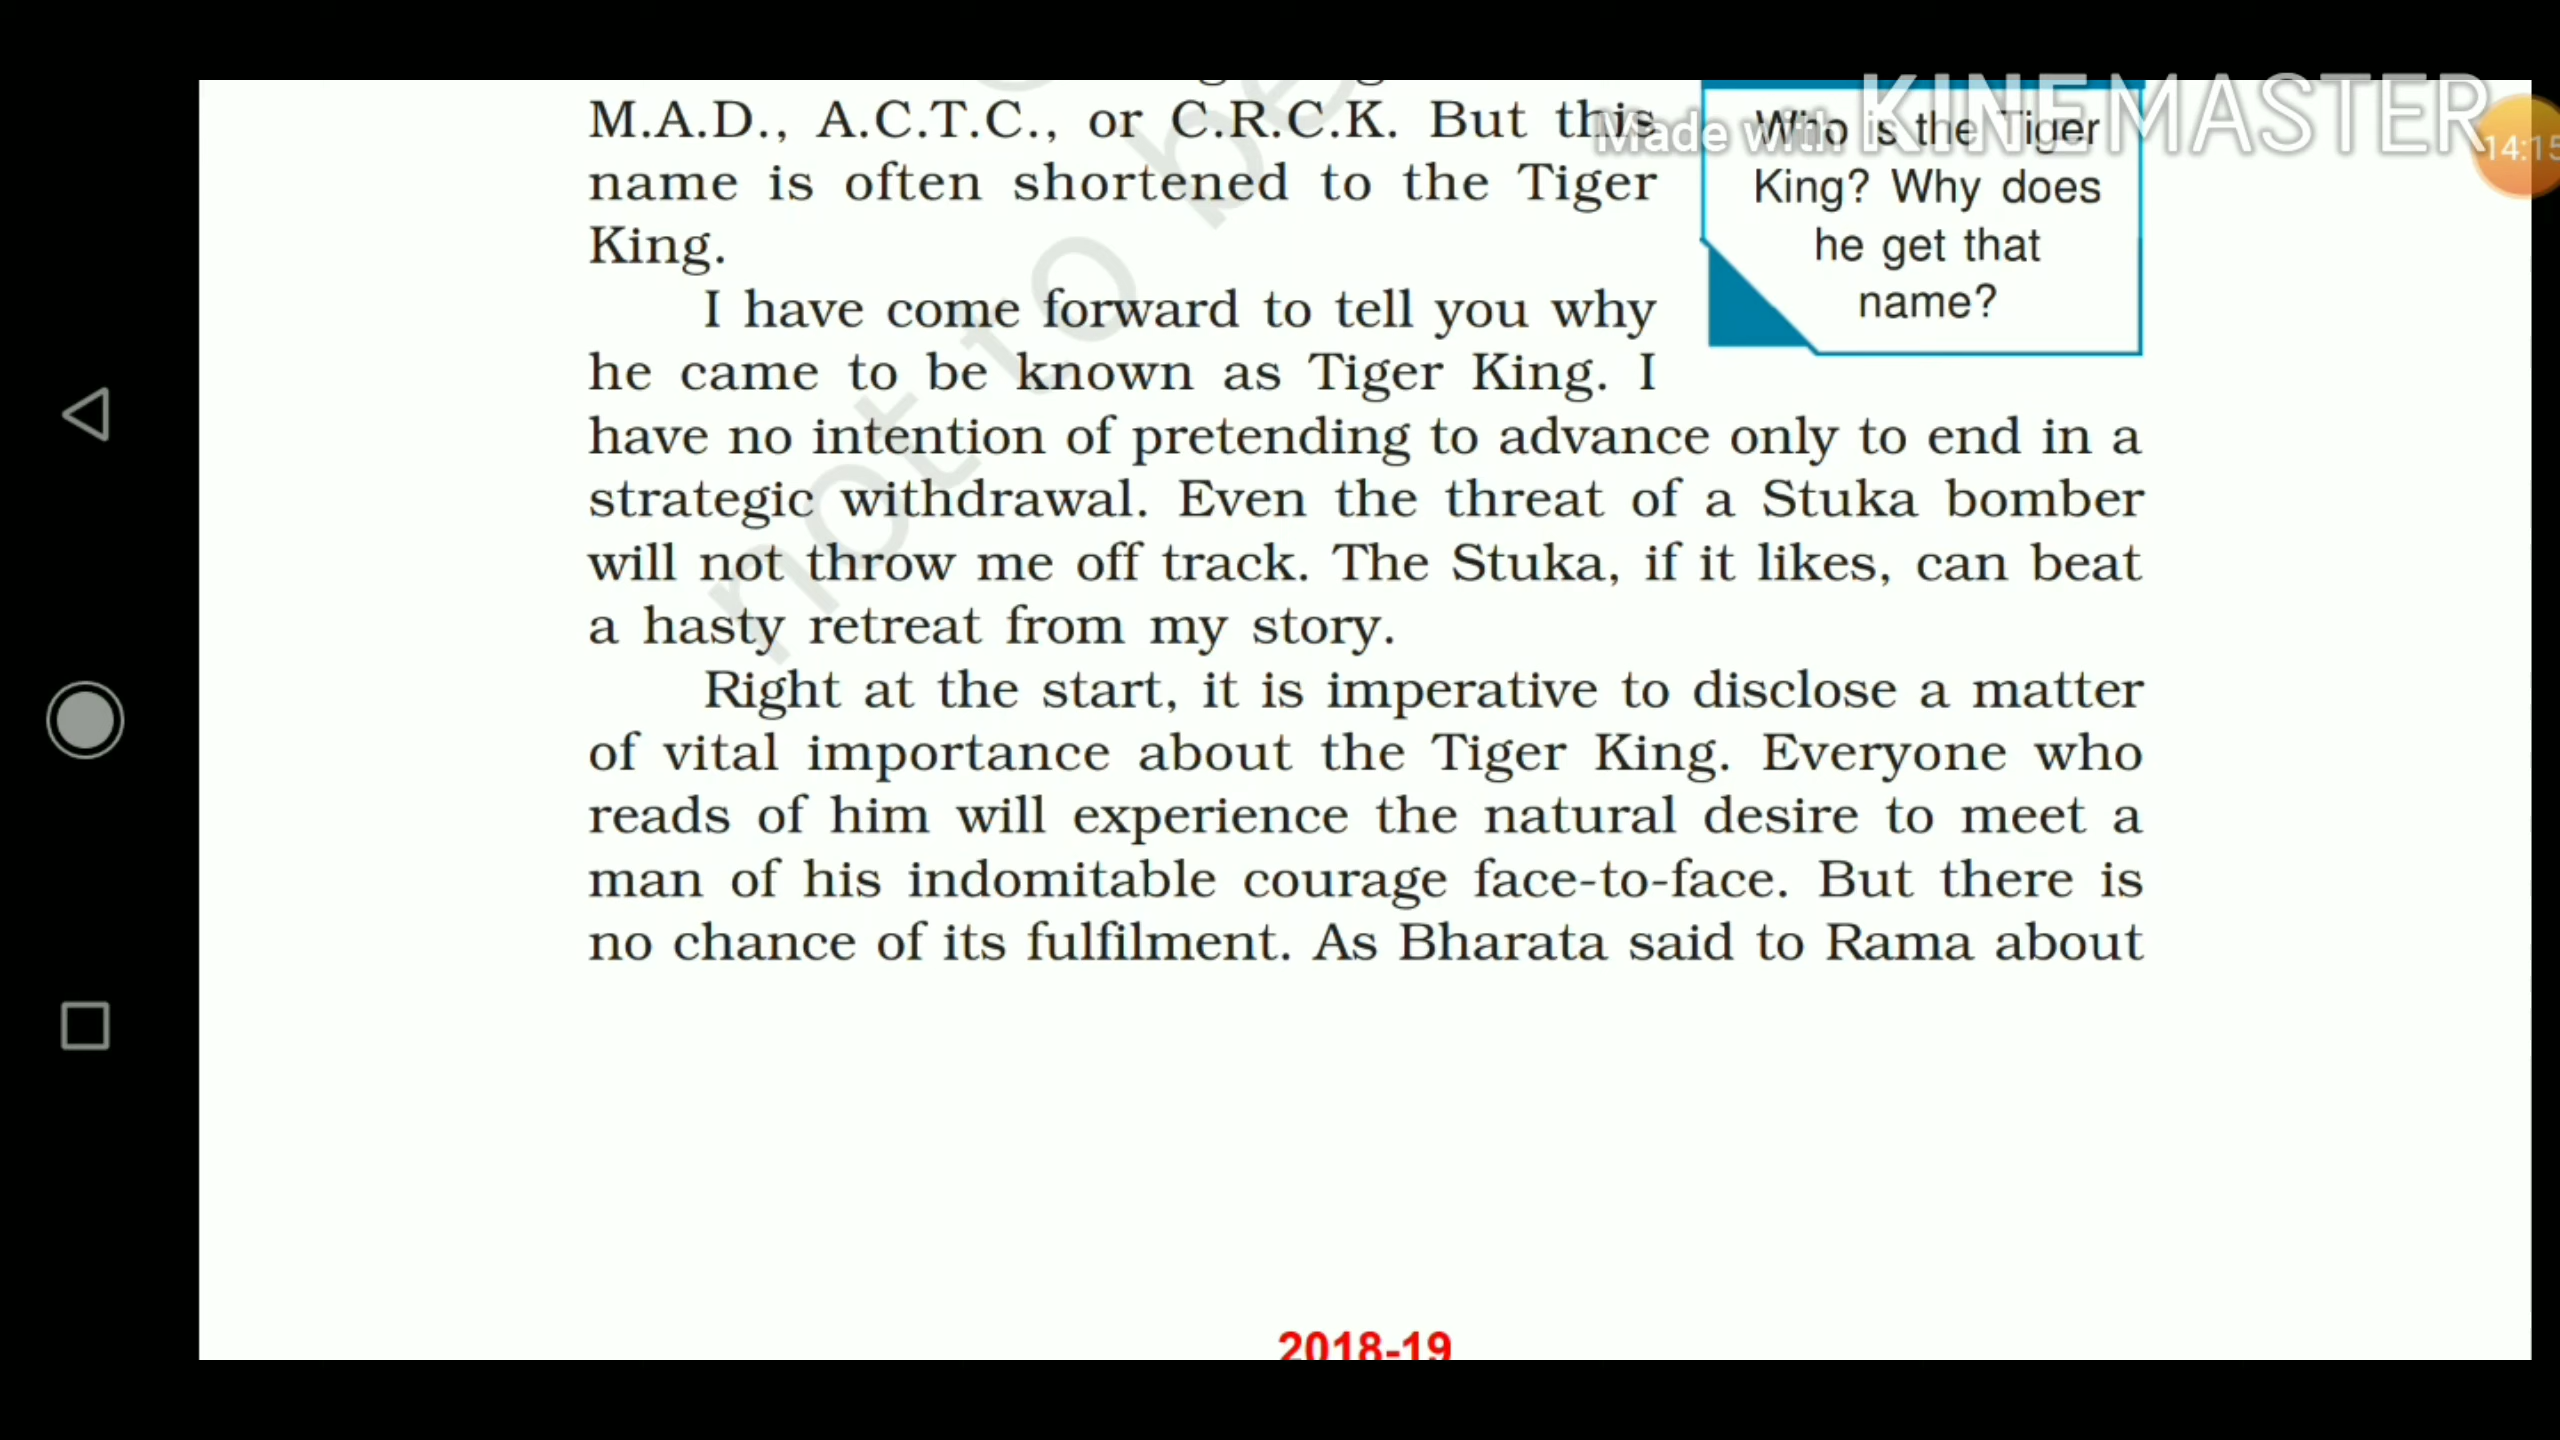 M.A.D., A.C.T.C., or C.R.C.K. But this
name is often shortened to the Tiger
King.
I have come forward to tell you why
he came to be known as Tiger King. I
have no intention of pretending to advance only to end in a
strategic withdrawal. Even the threat of a Stuka bomber
will not throw me off track. The Stuka, if it likes, can beat
a hasty retreat from my story.
Right at the start, it is imperative to disclose a matter
of vital importance about the Tiger King. Everyone who
reads of him will experience the natural desire to meet a
man of his indomitable courage face-to-face. But there is
no chance of its fulfilment. As Bharata said to Rama about
Who is the Tiger
King? Why does
he get that
name?
Made with KINEMASTER
14:15
not to be
2018-19